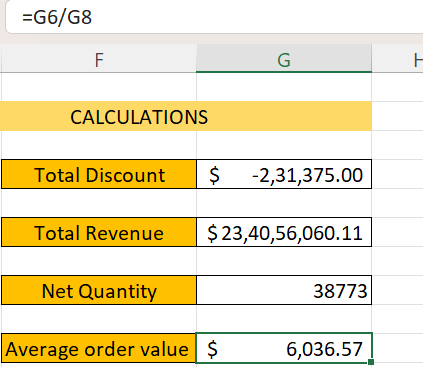 =G6/G8
F G H
CALCULATIONS
Total Discount $ -2,31,375.00
Total Revenue $ 23,40,56,060.11
Net Quantity 38773
Average order value $ 6,036.57